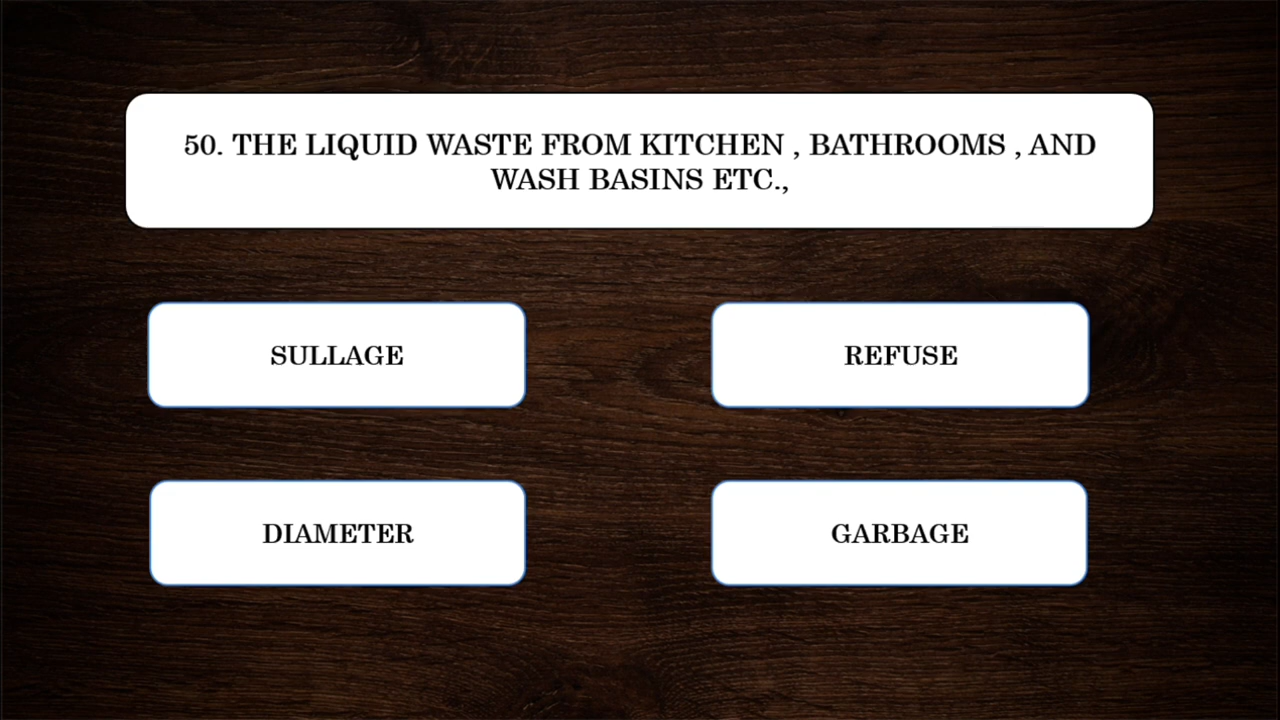 50. THE LIQUID WASTE FROM KITCHEN , BATHROOMS , AND
WASH BASINS ETC.,
SULLAGE
REFUSE
DIAMETER
GARBAGE